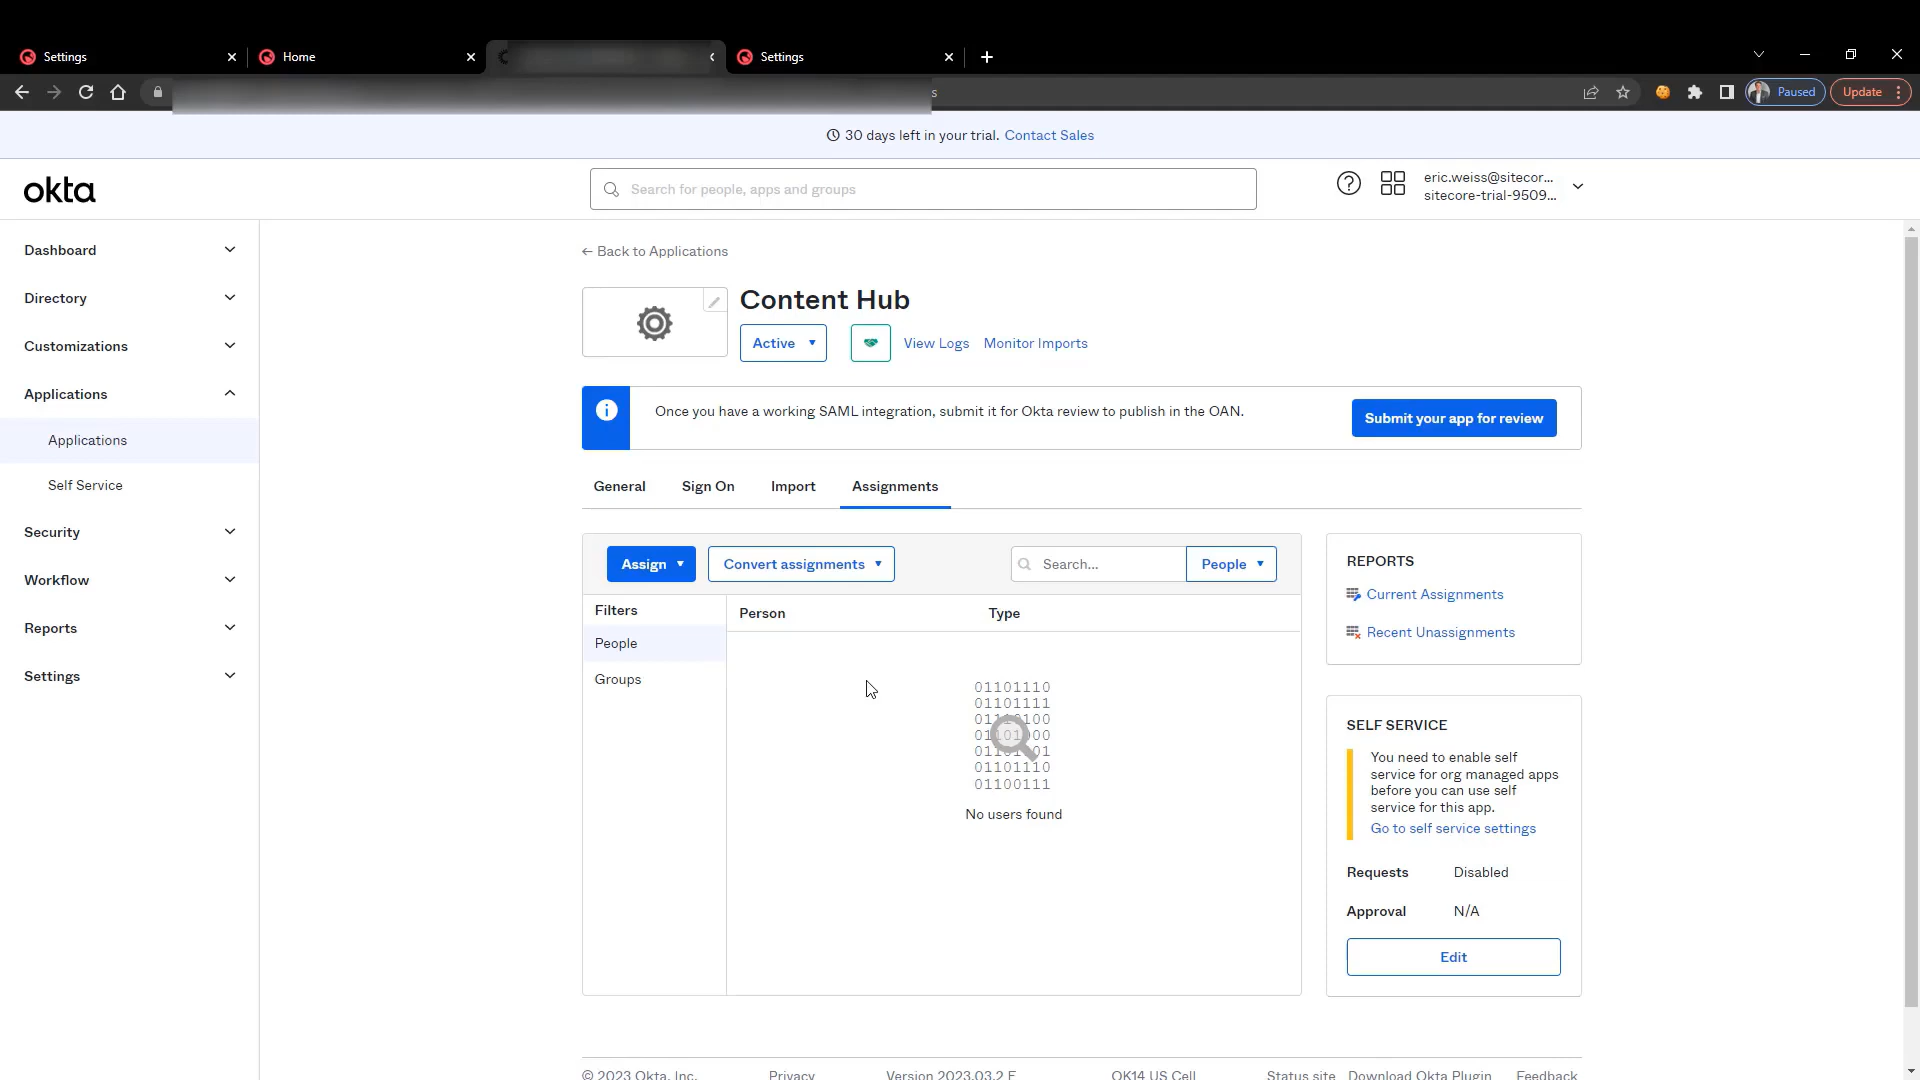 Settings
Home
Settings
s
Paused
Update
30 days left in your trial. Contact Sales
okta
Search for people, apps and groups
eric.weiss@sitecor...
sitecore-trial-9509...
Dashboard
Directory
Customizations
Applications
Applications
Self Service
Security
Workflow
Reports
Settings
← Back to Applications
Content Hub
Active
View Logs
Monitor Imports
Once you have a working SAML integration, submit it for Okta review to publish in the OAN.
Submit your app for review
General
Sign On
Import
Assignments
Assign
Convert assignments
Search...
People
Filters
Person
Type
People
Groups
01101110
01101111
01110100
01101000
01101001
01101110
01100111
No users found
REPORTS
Current Assignments
Recent Unassignments
SELF SERVICE
You need to enable self
service for org managed apps
before you can use self
service for this app.
Go to self service settings
Requests Disabled
Approval N/A
Edit
© 2023 Okta, Inc.
Privacy
Version 2023.03.2 E
OK14 US Cell
Status site
Download Okta Plugin
Feedback